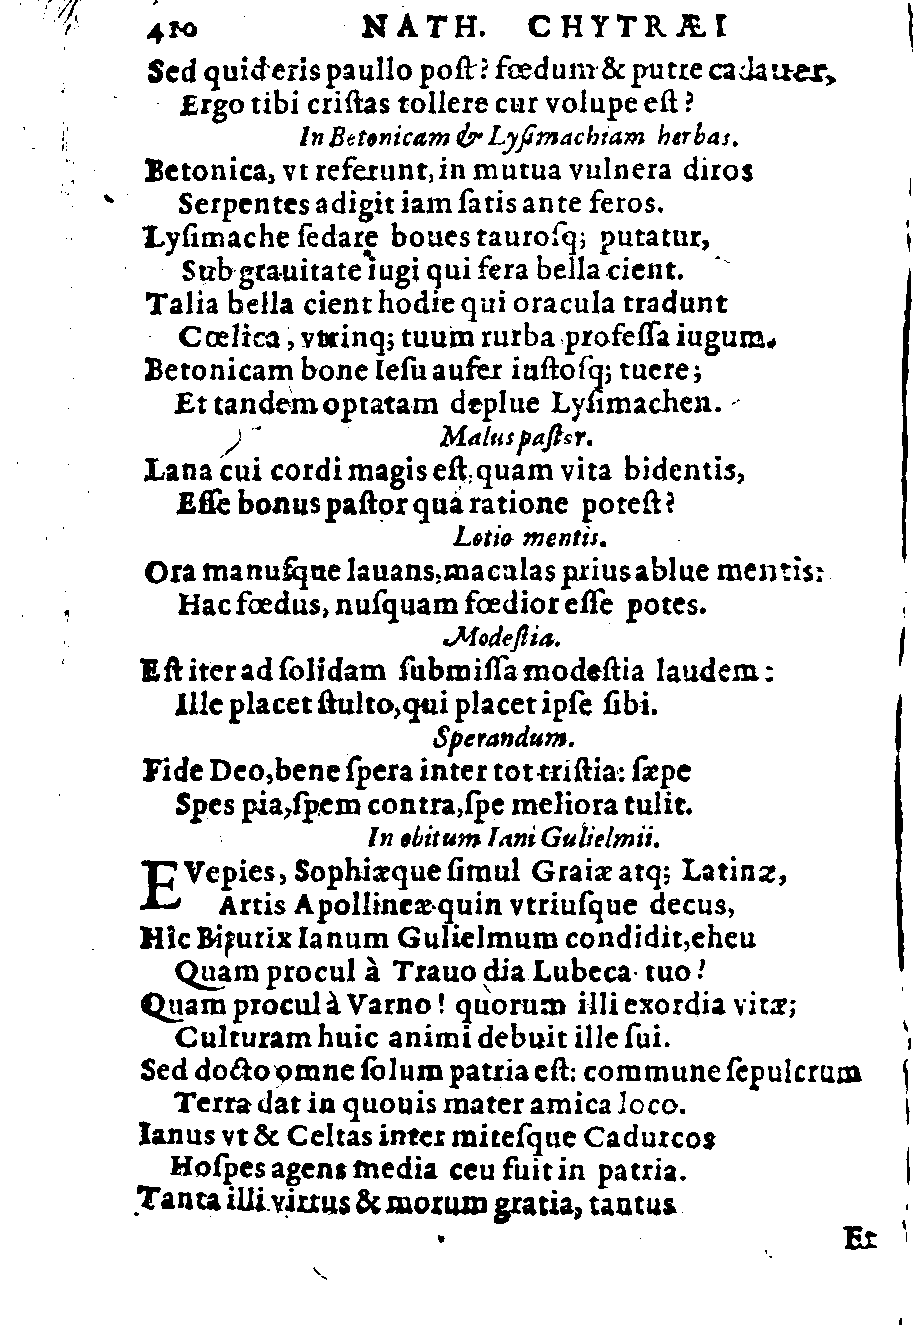 410 NATH. CHYTRÆI
Sed quid eris paullo poſt? fœdum & putre cadauer,
Ergo tibi criſtas tollere cur volupe eſt?
In Betonicam & Lyſimachiam herbas.
Betonica, vt referunt, in mutua vulnera diros
Serpentes adigit iam ſatis ante feros.
Lyſimache ſedare boues tauroſq; putatur,
Sub grauitate iugi qui fera bella cient.
Talia bella cient hodie qui oracula tradunt
Cœlica, vtrinq; tuum turba profeſſa iugum.
Betonicam bone Ieſu aufer iuſtoſq; tuere;
Et tandem optatam deplue Lyſimachen.
Malus paſtor.
Lana cui cordi magis eſt, quam vita bidentis,
Eſſe bonus paſtor quá ratione poteſt?
Lotio mentis.
Ora manuſque lauans, maculas prius ablue mentis:
Hac fœdus, nuſquam fœdior eſſe potes.
Modeſtia.
Eſt iter ad ſolidam ſubmiſſa modeſtia laudem:
Ille placet ſtulto, qui placet ipſe ſibi.
Sperandum.
Fide Deo, bene ſpera inter tot triſtia: ſæpe
Spes pia, ſpem contra, ſpe meliora tulit.
In obitum Iani Gulielmii.
EVepies, Sophiæque ſimul Graiæ atq; Latinæ,
Artis Apollineæ quin vtriuſque decus,
Hîc Biturix Ianum Gulielmum condidit, eheu
Quam procul à Trauo dia Lubeca tuo!
Quam procul à Varno! quorum illi exordia vitæ;
Culturam huic animi debuit ille ſui.
Sed docto omne ſolum patria eſt: commune ſepulcrum
Terra dat in quouis mater amica loco.
Ianus vt & Celtas inter miteſque Cadurcos
Hoſpes agens media ceu fuit in patria.
Tanta illi virtus & morum gratia, tantus
Et